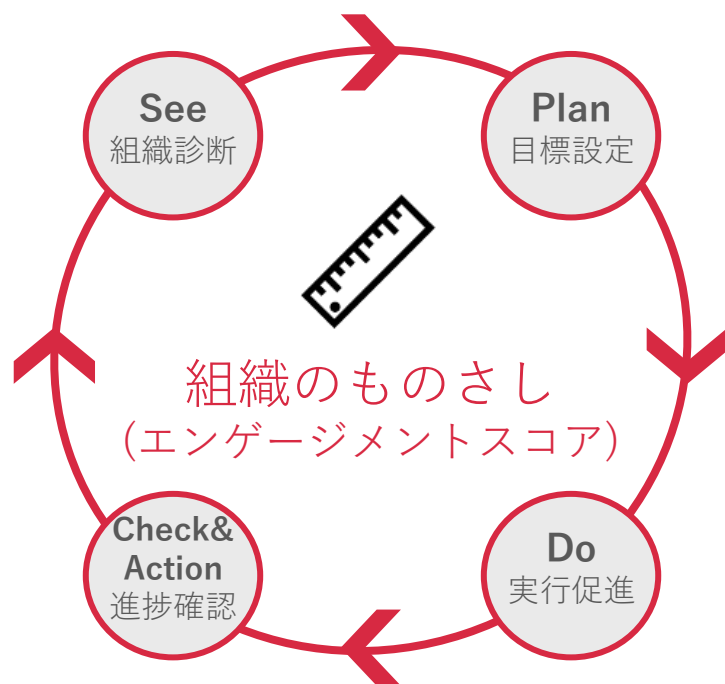 See
組織診断
Plan
目標設定
組織のものさし
(エンゲージメントスコア)
Check&
Action
進捗確認
Do
実行促進